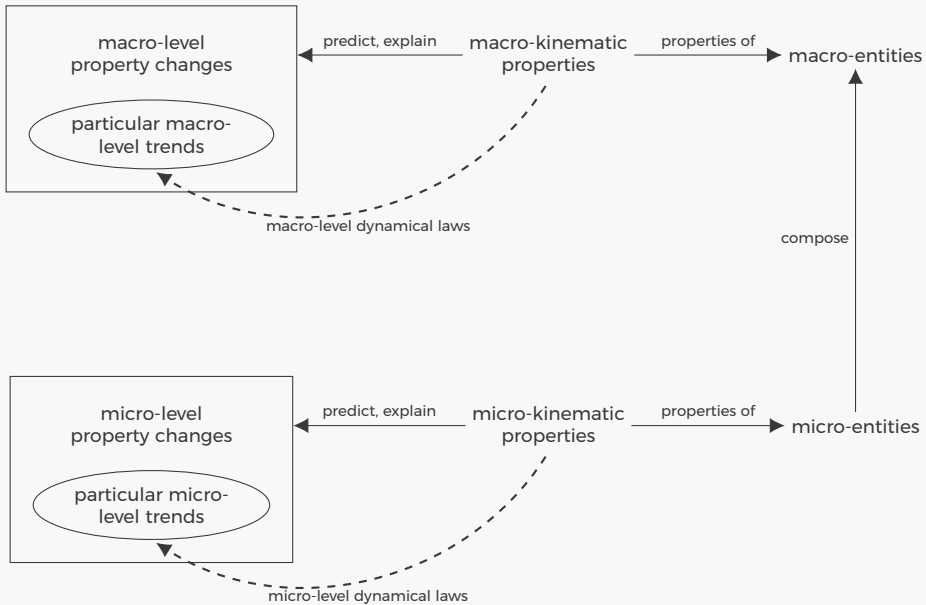 macro-level
property changes
particular macro-
level trends
predict, explain
macro-kinematic
properties
properties of
macro-entities
macro-level dynamical laws
compose
micro-level
property changes
particular micro-
level trends
predict, explain
micro-kinematic
properties
properties of
micro-entities
micro-level dynamical laws